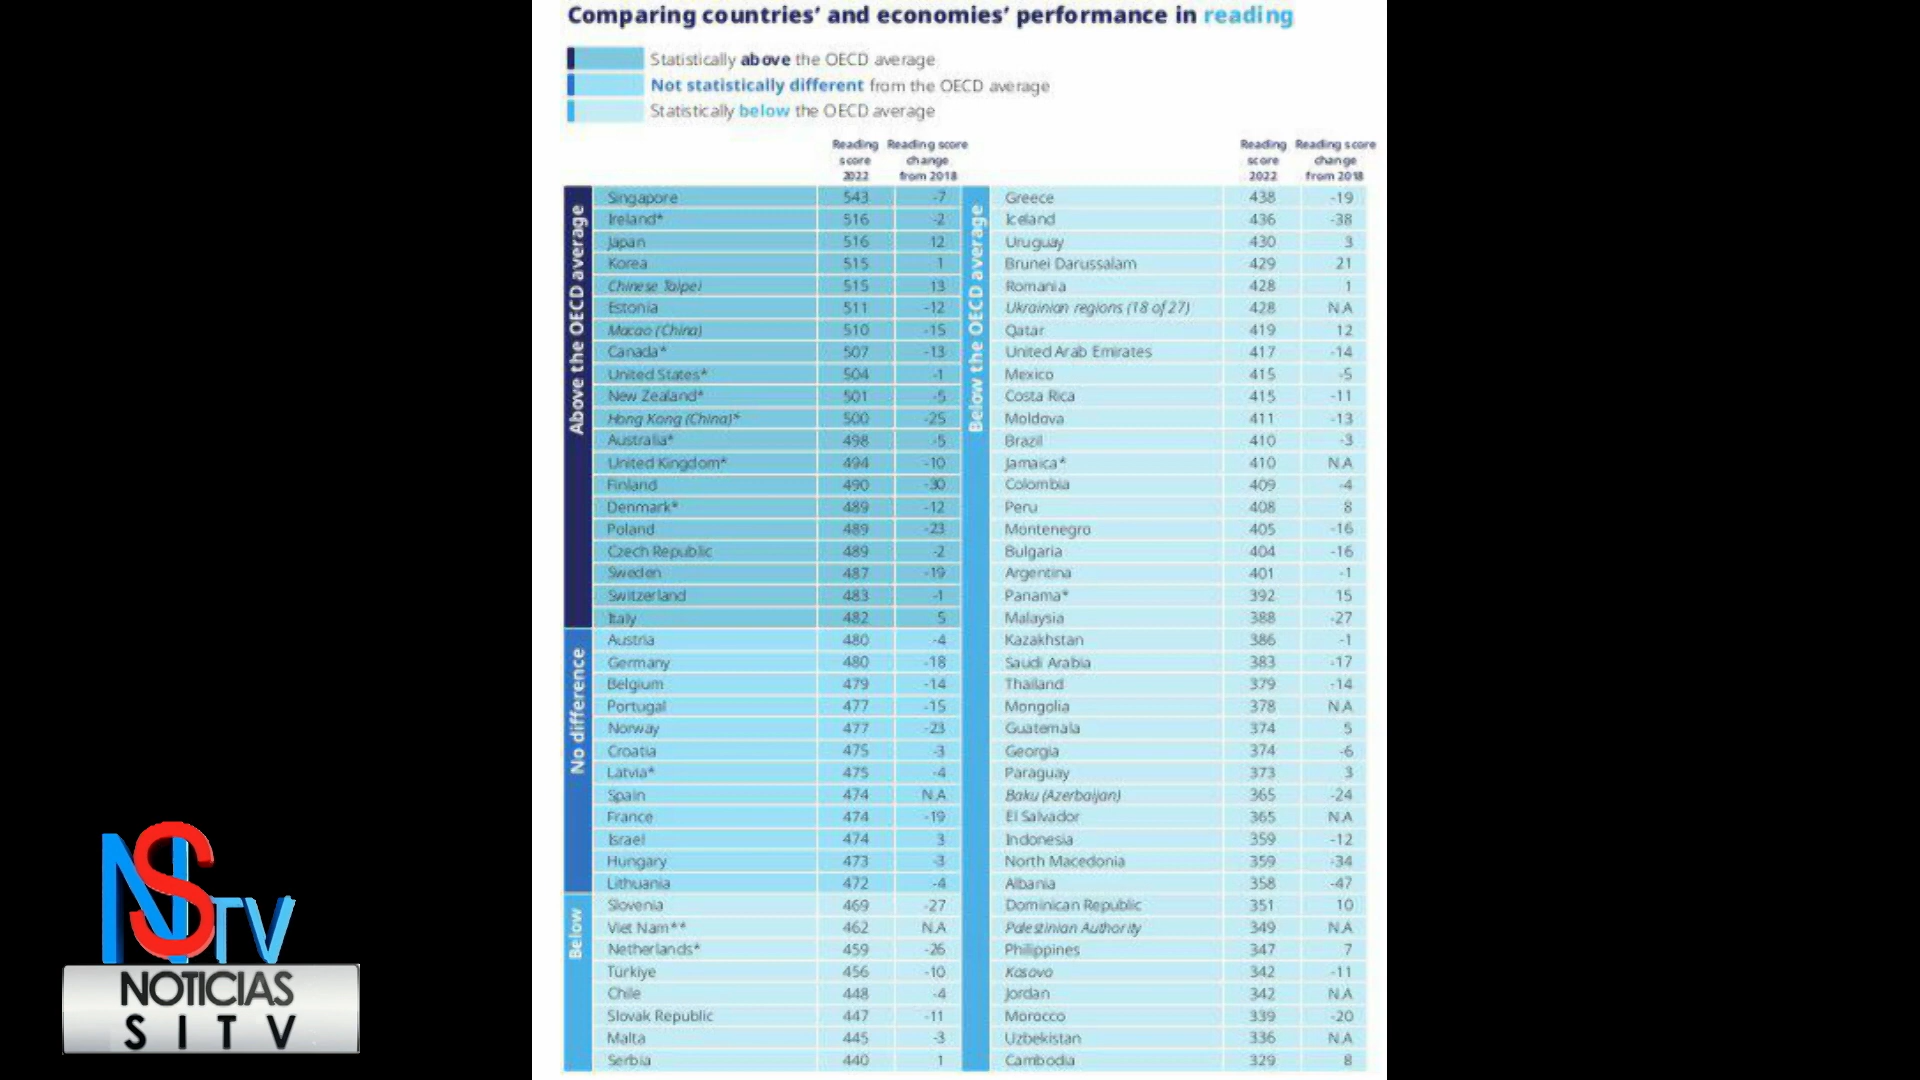 Comparing countries’ and economies’ performance in reading
Statistically above the OECD average
Not statistically different from the OECD average
Statistically below the OECD average
Reading score 2022 Reading score change from 2018
Above the OECD average
Singapore 543 -7
Ireland* 516 -2
Japan 516 12
Korea 515 1
Chinese Taipei 515 13
Estonia 511 -12
Macao (China) 510 -15
Canada* 507 -13
United States* 504 -1
New Zealand* 501 -5
Hong Kong (China)* 500 -25
Australia* 498 -5
United Kingdom* 494 -10
Finland 490 -30
Denmark* 489 -12
Poland 489 -23
Czech Republic 489 -2
Sweden 487 -19
Switzerland 483 -1
Italy 482 5
No difference
Austria 480 -4
Germany 480 -18
Belgium 479 -14
Portugal 477 -15
Norway 477 -23
Croatia 475 -3
Latvia* 475 -4
Spain 474 N.A
France 474 -19
Israel 474 3
Hungary 473 -3
Lithuania 472 -4
Below
Slovenia 469 -27
Viet Nam** 462 N.A
Netherlands* 459 -26
Türkiye 456 -10
Chile 448 -4
Slovak Republic 447 -11
Malta 445 -3
Serbia 440 1
Reading score 2022 Reading score change from 2018
Below the OECD average
Greece 438 -19
Iceland 436 -38
Uruguay 430 3
Brunei Darussalam 429 21
Romania 428 1
Ukrainian regions (18 of 27) 428 N.A
Qatar 419 12
United Arab Emirates 417 -14
Mexico 415 -5
Costa Rica 415 -11
Moldova 411 -13
Brazil 410 -3
Jamaica* 410 N.A
Colombia 409 -4
Peru 408 8
Montenegro 405 -16
Bulgaria 404 -16
Argentina 401 -1
Panama* 392 15
Malaysia 388 -27
Kazakhstan 386 -1
Saudi Arabia 383 -17
Thailand 379 -14
Mongolia 378 N.A
Guatemala 374 5
Georgia 374 -6
Paraguay 373 3
Baku (Azerbaijan) 365 -24
El Salvador 365 N.A
Indonesia 359 -12
North Macedonia 359 -34
Albania 358 -47
Dominican Republic 351 10
Palestinian Authority 349 N.A
Philippines 347 7
Kosovo 342 -11
Jordan 342 N.A
Morocco 339 -20
Uzbekistan 336 N.A
Cambodia 329 8
NSTV
NOTICIAS
SITV